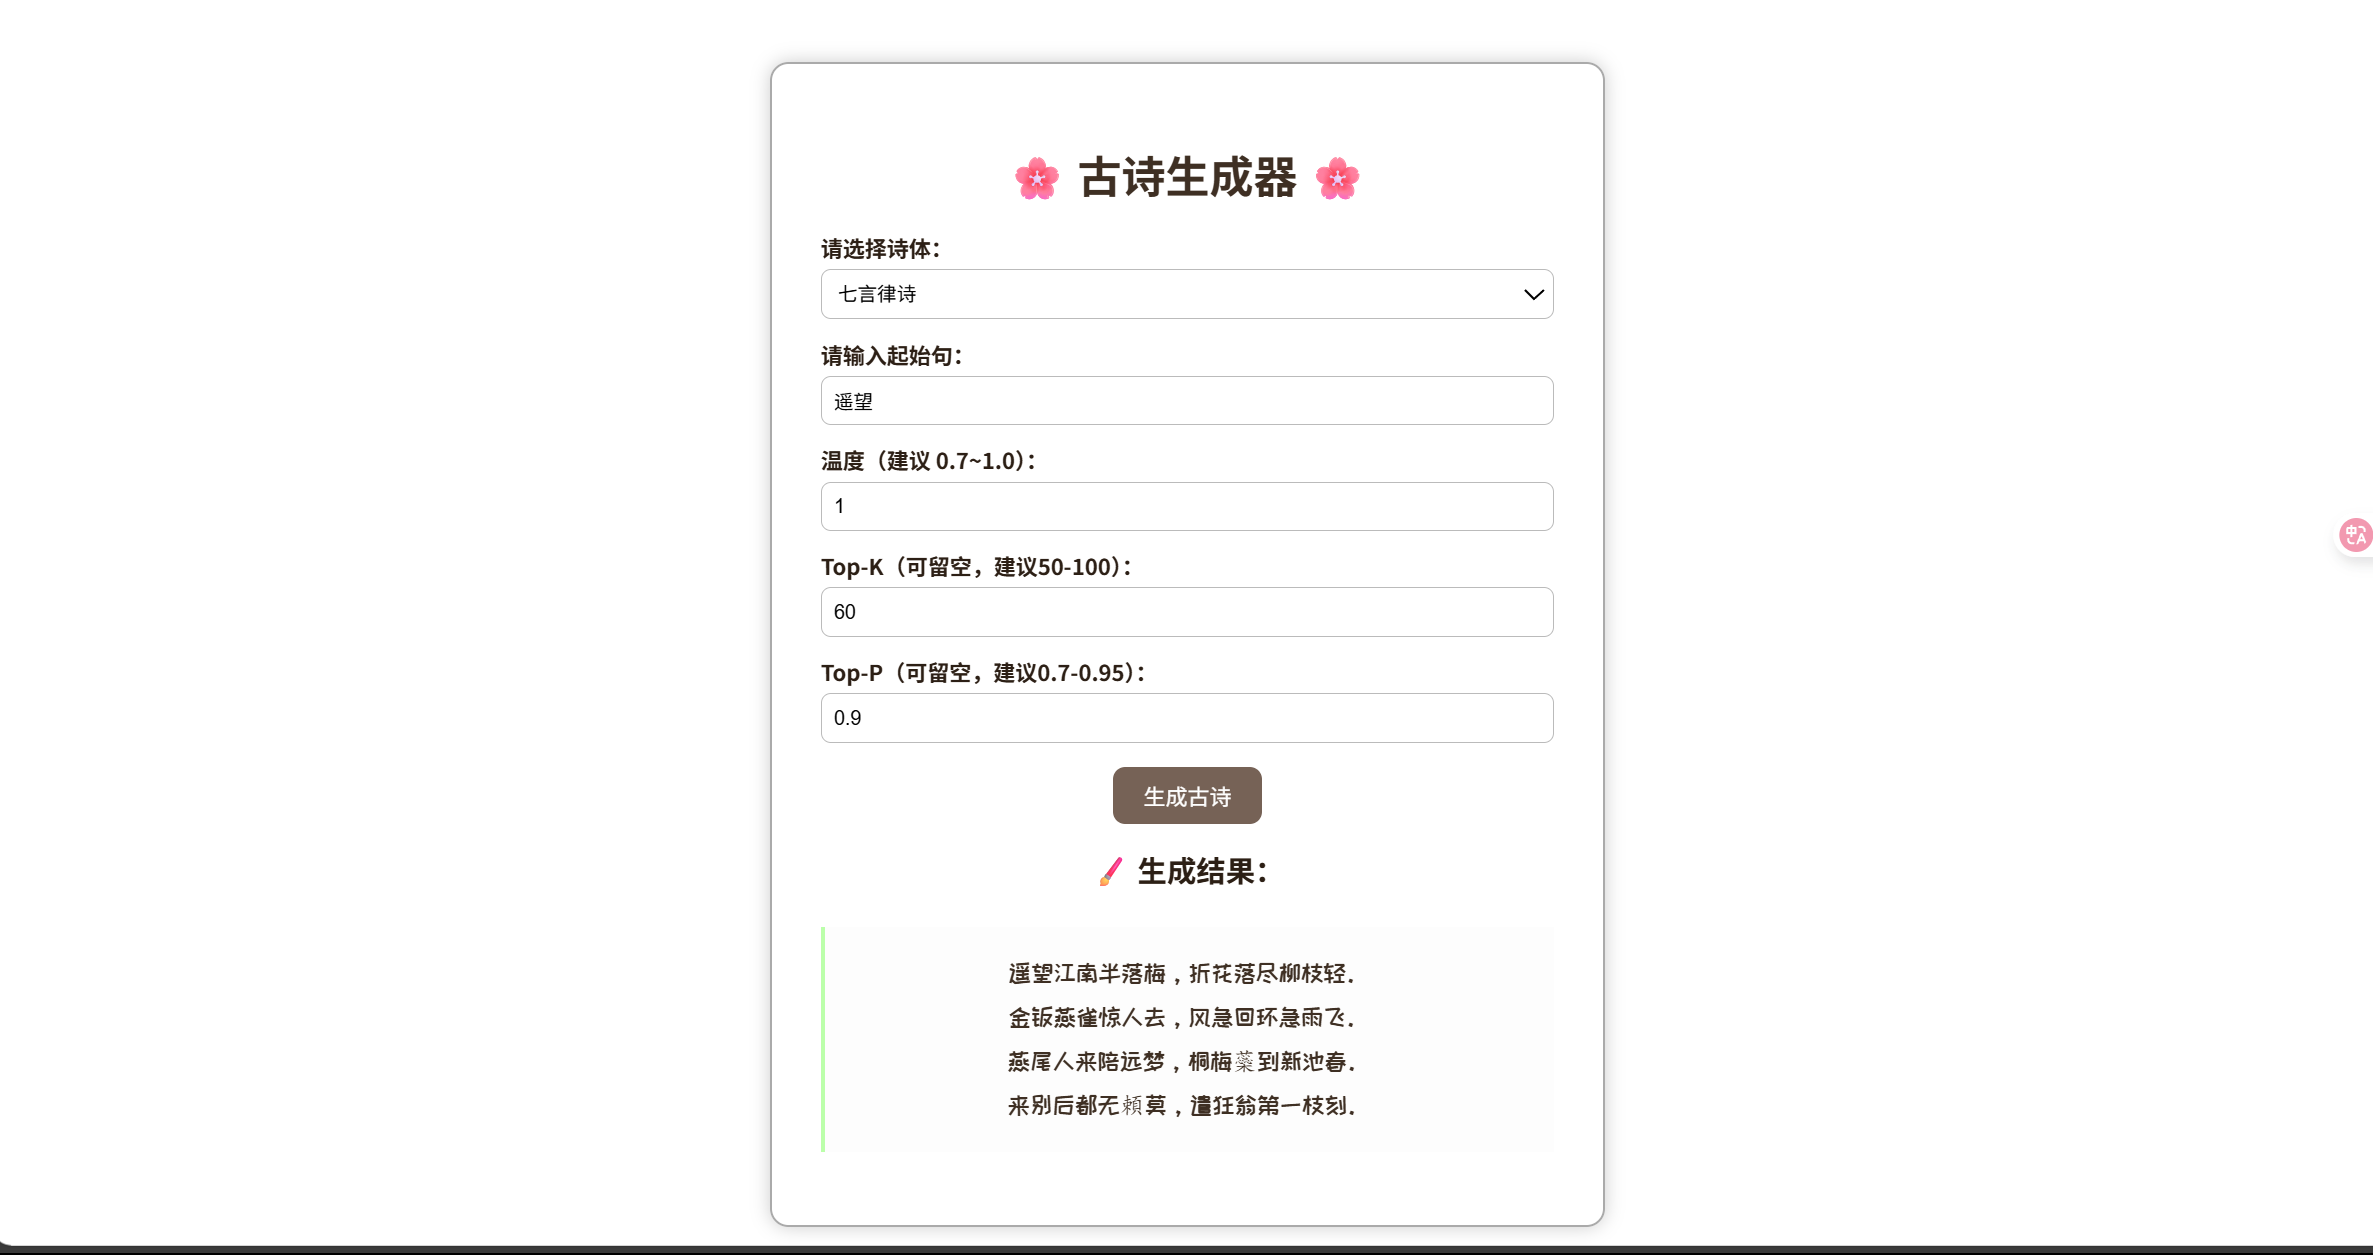 🌸 古诗生成器 🌸
请选择诗体：
七言律诗
请输入起始句：
遥望
温度（建议 0.7~1.0）：
1
Top-K（可留空，建议50-100）：
60
Top-P（可留空，建议0.7-0.95）：
0.9
生成古诗
🖌️ 生成结果：
遥望江南半落梅，折花落尽柳枝轻。
金钣燕雀惊人去，风急回环急雨飞。
燕尾人来陪远梦，桐梅蘂到新池春。
来别后都无頼莫，遣狂翁第一枝刻。